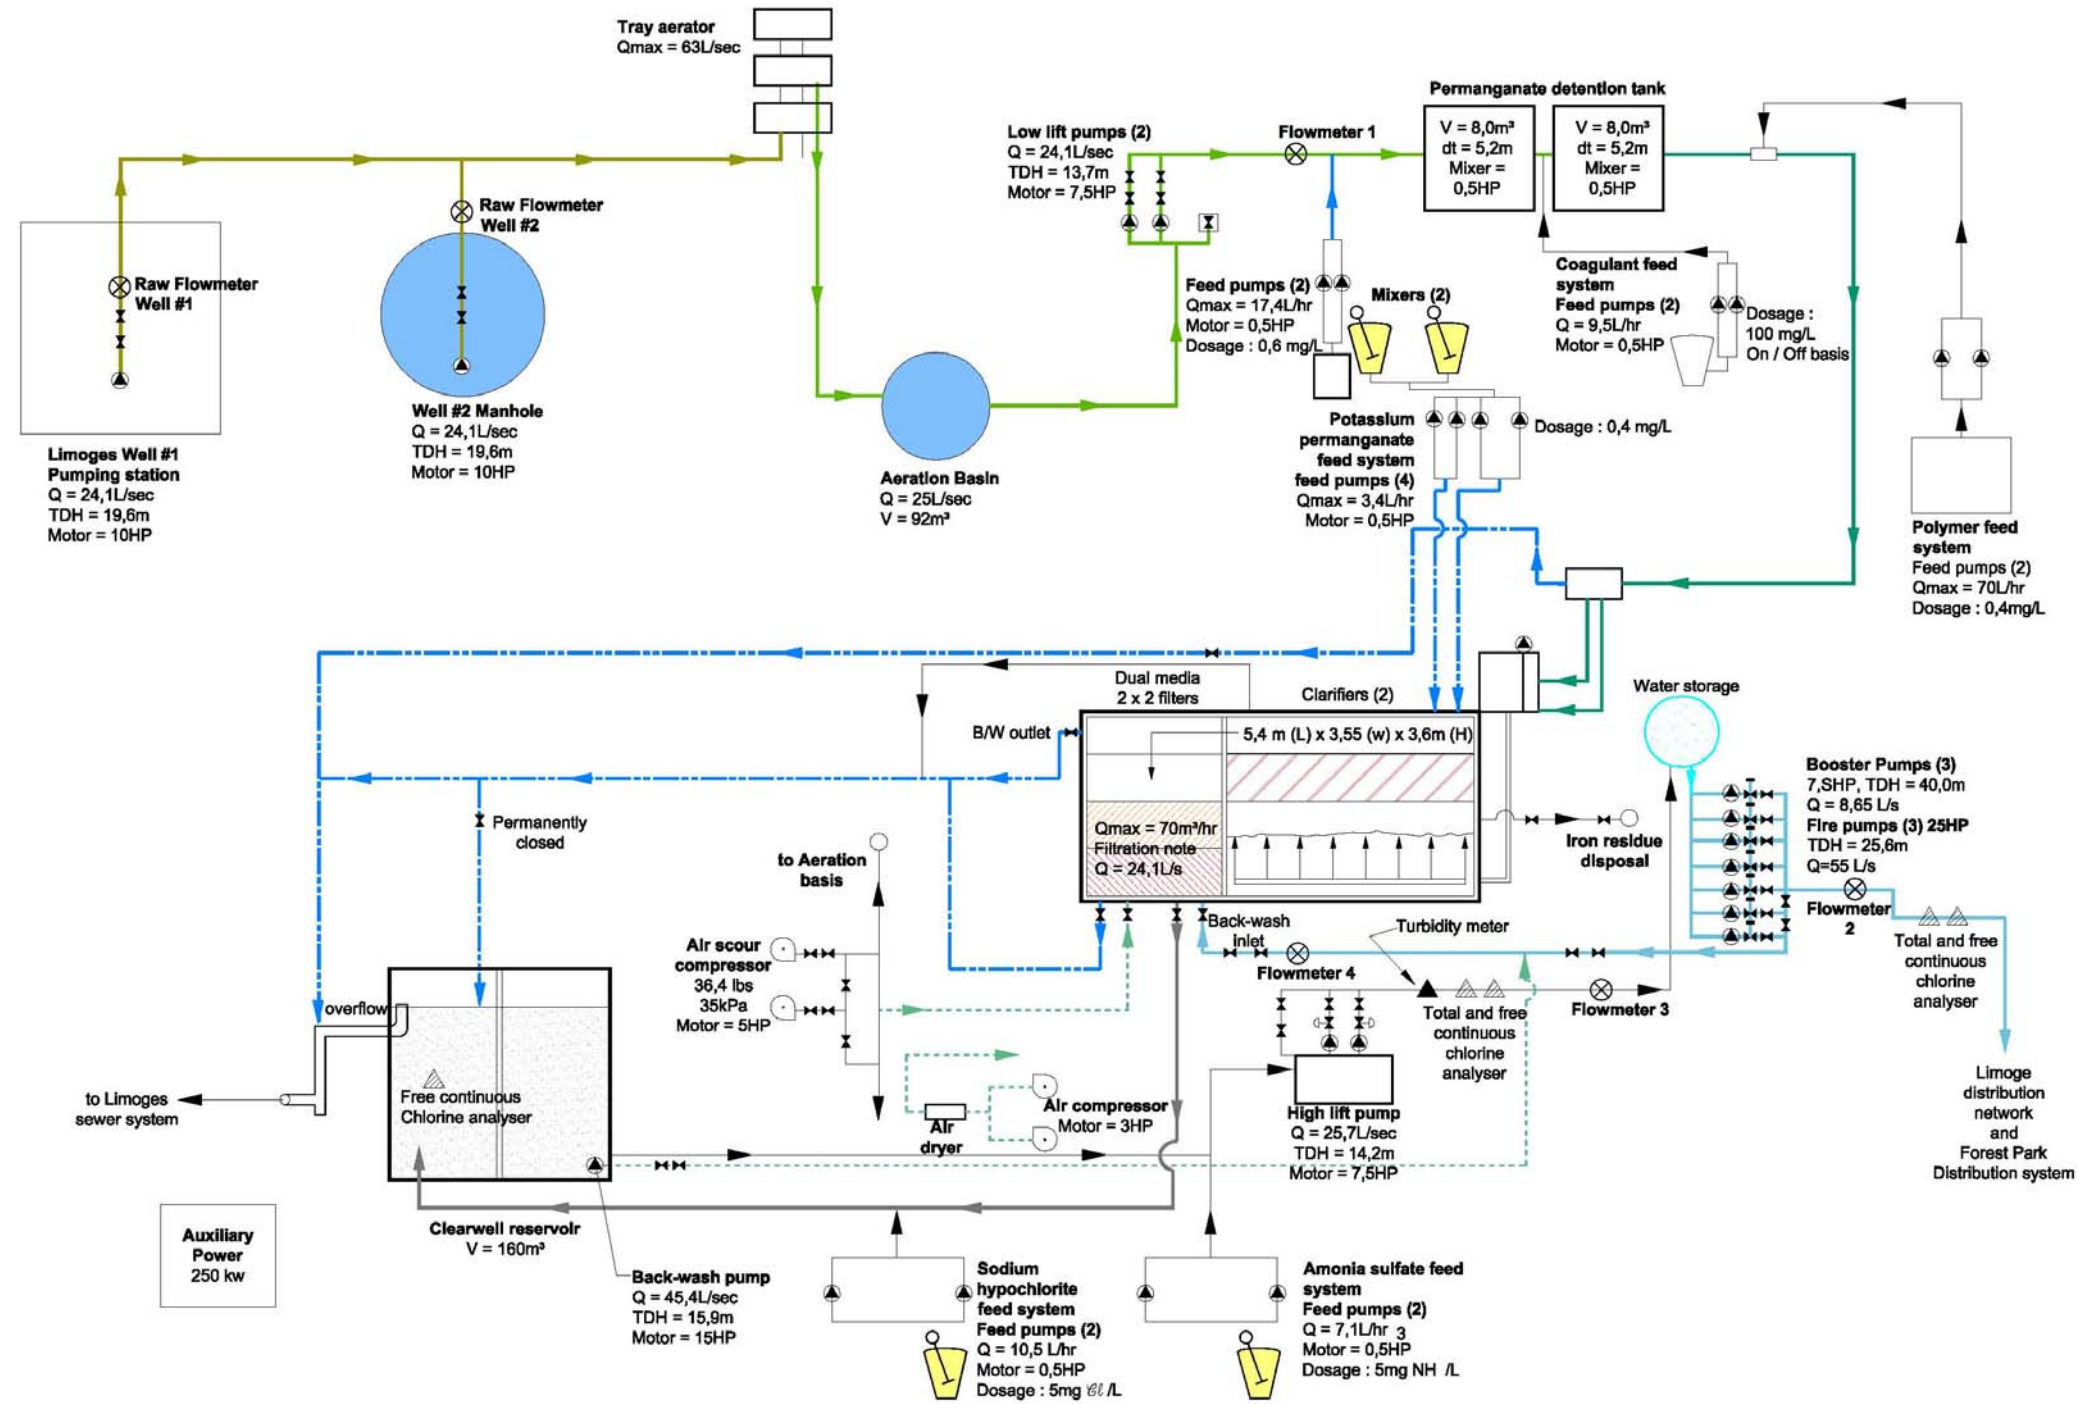 Tray aerator
Qmax = 63L/sec
Raw Flowmeter
Well #1
Limoges Well #1
Pumping station
Q = 24,1L/sec
TDH = 19,6m
Motor = 10HP
Raw Flowmeter
Well #2
Well #2 Manhole
Q = 24,1L/sec
TDH = 19,6m
Motor = 10HP
Aeration Basin
Q = 25L/sec
V = 92m³
Low lift pumps (2)
Q = 24,1L/sec
TDH = 13,7m
Motor = 7,5HP
Flowmeter 1
Permanganate detention tank
V = 8,0m³
dt = 5,2m
Mixer =
0,5HP
V = 8,0m³
dt = 5,2m
Mixer =
0,5HP
Feed pumps (2)
Qmax = 17,4L/hr
Motor = 0,5HP
Dosage : 0,6 mg/L
Mixers (2)
Coagulant feed
system
Feed pumps (2)
Q = 9,5L/hr
Motor = 0,5HP
Dosage :
100 mg/L
On / Off basis
Potassium
permanganate
feed system
feed pumps (4)
Qmax = 3,4L/hr
Motor = 0,5HP
Dosage : 0,4 mg/L
Polymer feed
system
Feed pumps (2)
Qmax = 70L/hr
Dosage : 0,4mg/L
Dual media
2 x 2 filters
Clarifiers (2)
B/W outlet
5,4 m (L) x 3,55 (w) x 3,6m (H)
Qmax = 70m³/hr
Filtration note
Q = 24,1L/s
Water storage
Booster Pumps (3)
7,SHP, TDH = 40,0m
Q = 8,65 L/s
Fire pumps (3) 25HP
TDH = 25,6m
Q=55 L/s
Flowmeter
2
Total and free
continuous
chlorine
analyser
Limoge
distribution
network
and
Forest Park
Distribution system
Iron residue
disposal
Permanently
closed
to Aeration
basis
Air scour
compressor
36,4 lbs
35kPa
Motor = 5HP
Back-wash
inlet
Flowmeter 4
Turbidity meter
Total and free
continuous
chlorine
analyser
Flowmeter 3
overflow
to Limoges
sewer system
Free continuous
Chlorine analyser
Air compressor
Motor = 3HP
Air
dryer
High lift pump
Q = 25,7L/sec
TDH = 14,2m
Motor = 7,5HP
Clearwell reservoir
V = 160m³
Auxiliary
Power
250 kw
Back-wash pump
Q = 45,4L/sec
TDH = 15,9m
Motor = 15HP
Sodium
hypochlorite
feed system
Feed pumps (2)
Q = 10,5 L/hr
Motor = 0,5HP
Dosage : 5mg Cl /L
Amonia sulfate feed
system
Feed pumps (2)
Q = 7,1L/hr 3
Motor = 0,5HP
Dosage : 5mg NH /L